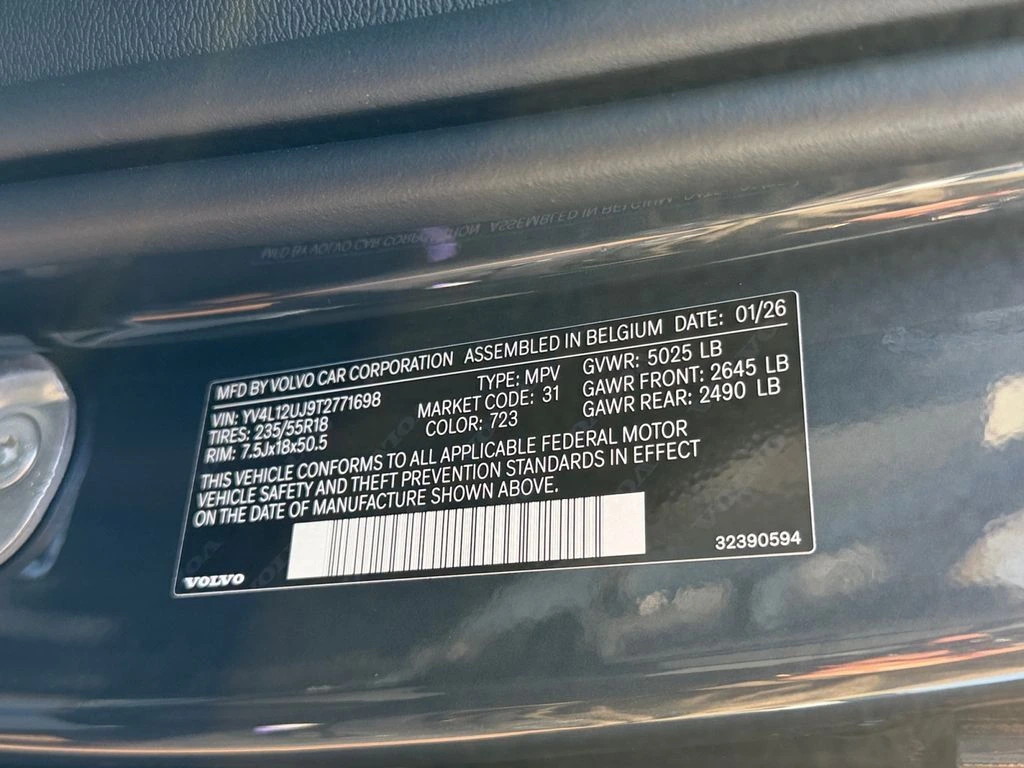 MFD BY VOLVO CAR CORPORATION ASSEMBLED IN BELGIUM DATE: 01/26
VIN: YV4L12UJ9T2771698 TYPE: MPV GVWR: 5025 LB
TIRES: 235/55R18 MARKET CODE: 31 GAWR FRONT: 2645 LB
RIM: 7.5Jx18x50.5 COLOR: 723 GAWR REAR: 2490 LB
THIS VEHICLE CONFORMS TO ALL APPLICABLE FEDERAL MOTOR
VEHICLE SAFETY AND THEFT PREVENTION STANDARDS IN EFFECT
ON THE DATE OF MANUFACTURE SHOWN ABOVE.
VOLVO 32390594